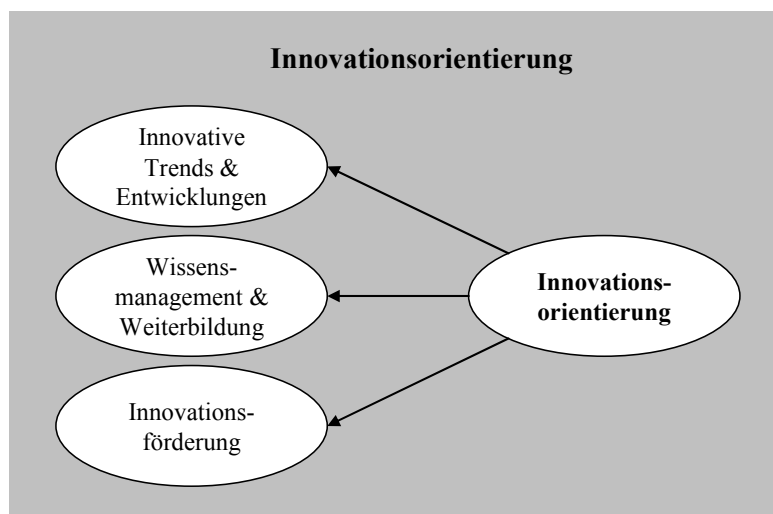 Innovationsorientierung
Innovative
Trends &
Entwicklungen
Wissens-
management &
Weiterbildung
Innovations-
förderung
Innovations-
orientierung